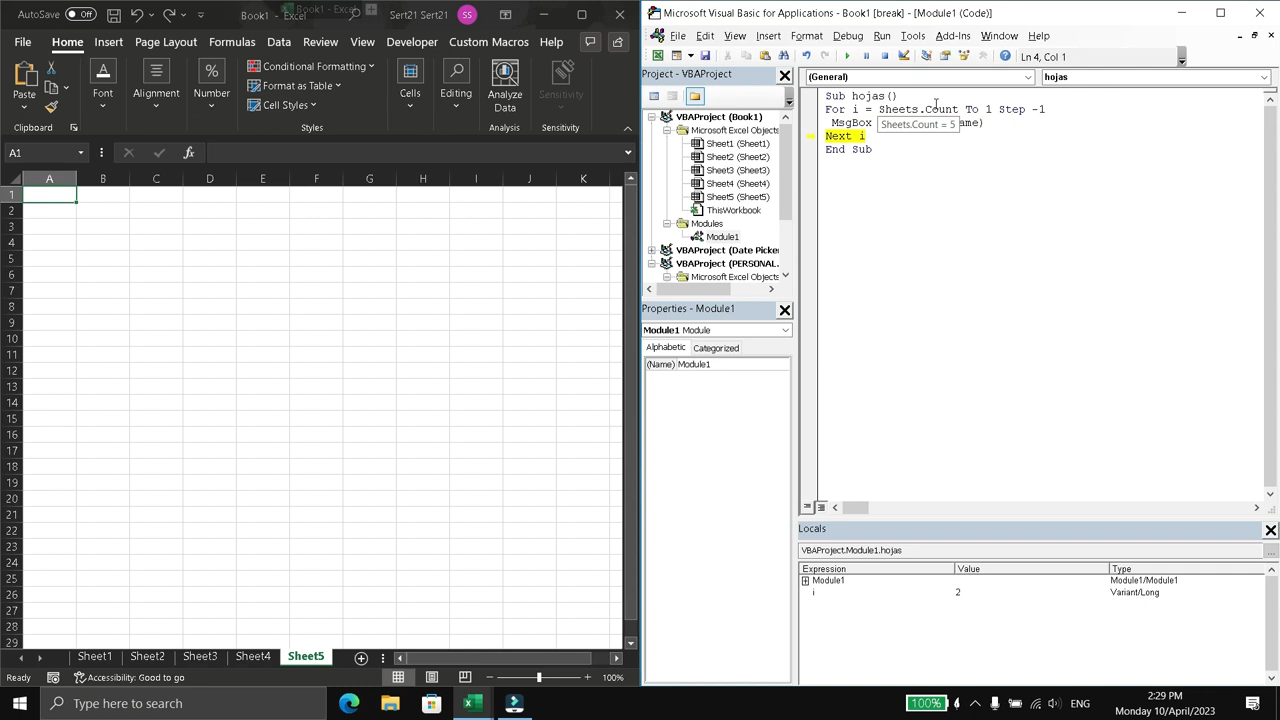 AutoSave
Book1 - Excel
Book1 - Excel
Sert21 Sert21
SS
File
Home
Insert
Page Layout
Formulas
Data
Review
View
Developer
Custom Macros
Help
Paste
Font
Alignment
Number
Conditional Formatting
Format as Table
Cell Styles
Cells
Editing
Analyze
Data
Sensitivity
Clipboard
Styles
Analysis
Sensitivity
A1
fx
A B C D E F G H I J K
1
2
3
4
5
6
7
8
9
10
11
12
13
14
15
16
17
18
19
20
21
22
23
24
25
26
27
28
29
Sheet1 Sheet2 Sheet3 Sheet4 Sheet5
Ready
Accessibility: Good to go
100%
Microsoft Visual Basic for Applications - Book1 [break] - [Module1 (Code)]
File Edit View Insert Format Debug Run Tools Add-Ins Window Help
Ln 4, Col 1
Project - VBAProject
VBAProject (Book1)
Microsoft Excel Objects
Sheet1 (Sheet1)
Sheet2 (Sheet2)
Sheet3 (Sheet3)
Sheet4 (Sheet4)
Sheet5 (Sheet5)
ThisWorkbook
Modules
Module1
VBAProject (Date Picke
VBAProject (PERSONAL.
Microsoft Excel Objects
Properties - Module1
Module1 Module
Alphabetic Categorized
(Name) Module1
(General)
hojas
Sub hojas()
For i = Sheets.Count To 1 Step -1
MsgBox ame)
Sheets.Count = 5
Next i
End Sub
Locals
VBAProject.Module1.hojas
...
Expression Value Type
Module1 Module1/Module1
i 2 Variant/Long
Type here to search
100%
ENG
2:29 PM
Monday 10/April/2023